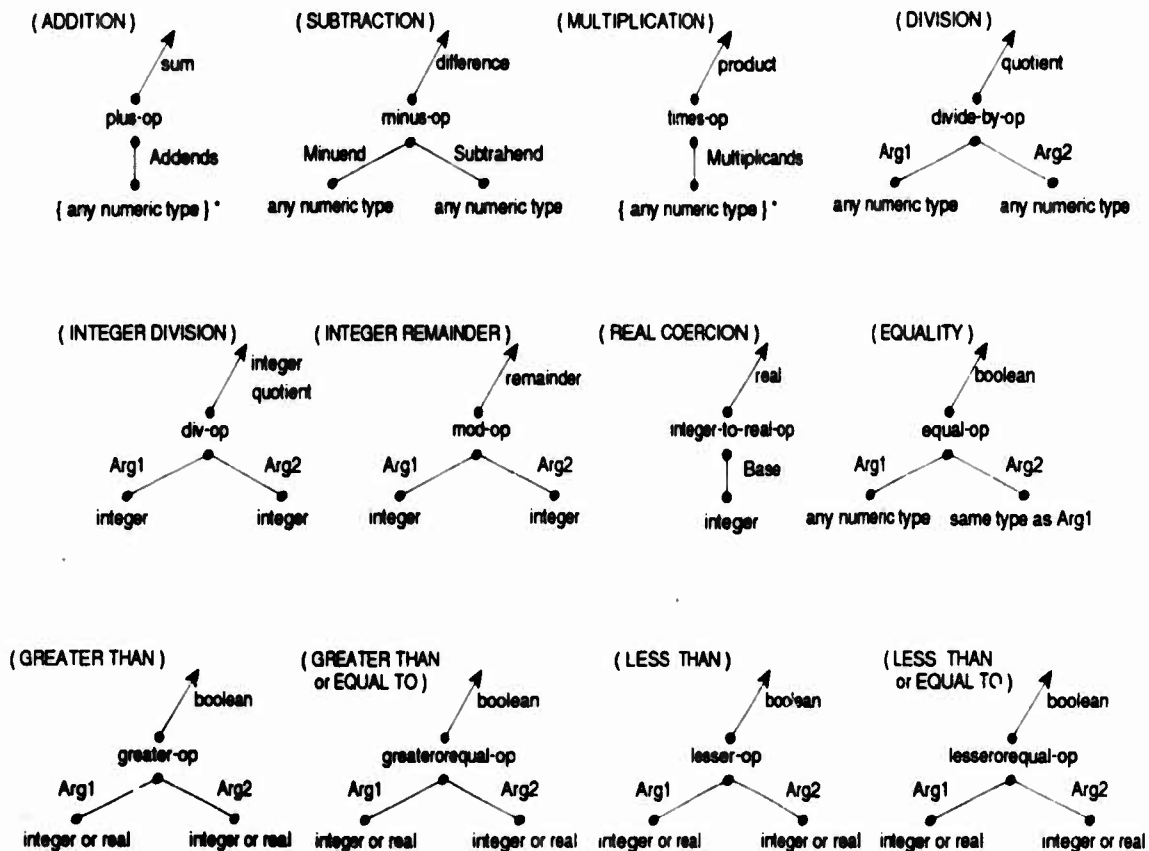 ( ADDITION ) ( SUBTRACTION ) ( MULTIPLICATION ) ( DIVISION )
sum difference product quotient
plus-op minus-op times-op divide-by-op
Addends Minuend Subtrahend Multiplicands Arg1 Arg2
{ any numeric type } * any numeric type any numeric type { any numeric type } * any numeric type any numeric type
( INTEGER DIVISION ) ( INTEGER REMAINDER ) ( REAL COERCION ) ( EQUALITY )
integer remainder real boolean
quotient
div-op mod-op integer-to-real-op equal-op
Arg1 Arg2 Arg1 Arg2 Base Arg1 Arg2
integer integer integer integer integer any numeric type same type as Arg1
( GREATER THAN ) ( GREATER THAN ( LESS THAN ) ( LESS THAN
or EQUAL TO ) or EQUAL TO )
boolean boolean boolean boolean
greater-op greaterorequal-op lesser-op lesserorequal-op
Arg1 Arg2 Arg1 Arg2 Arg1 Arg2 Arg1 Arg2
integer or real integer or real integer or real integer or real integer or real integer or real integer or real integer or real